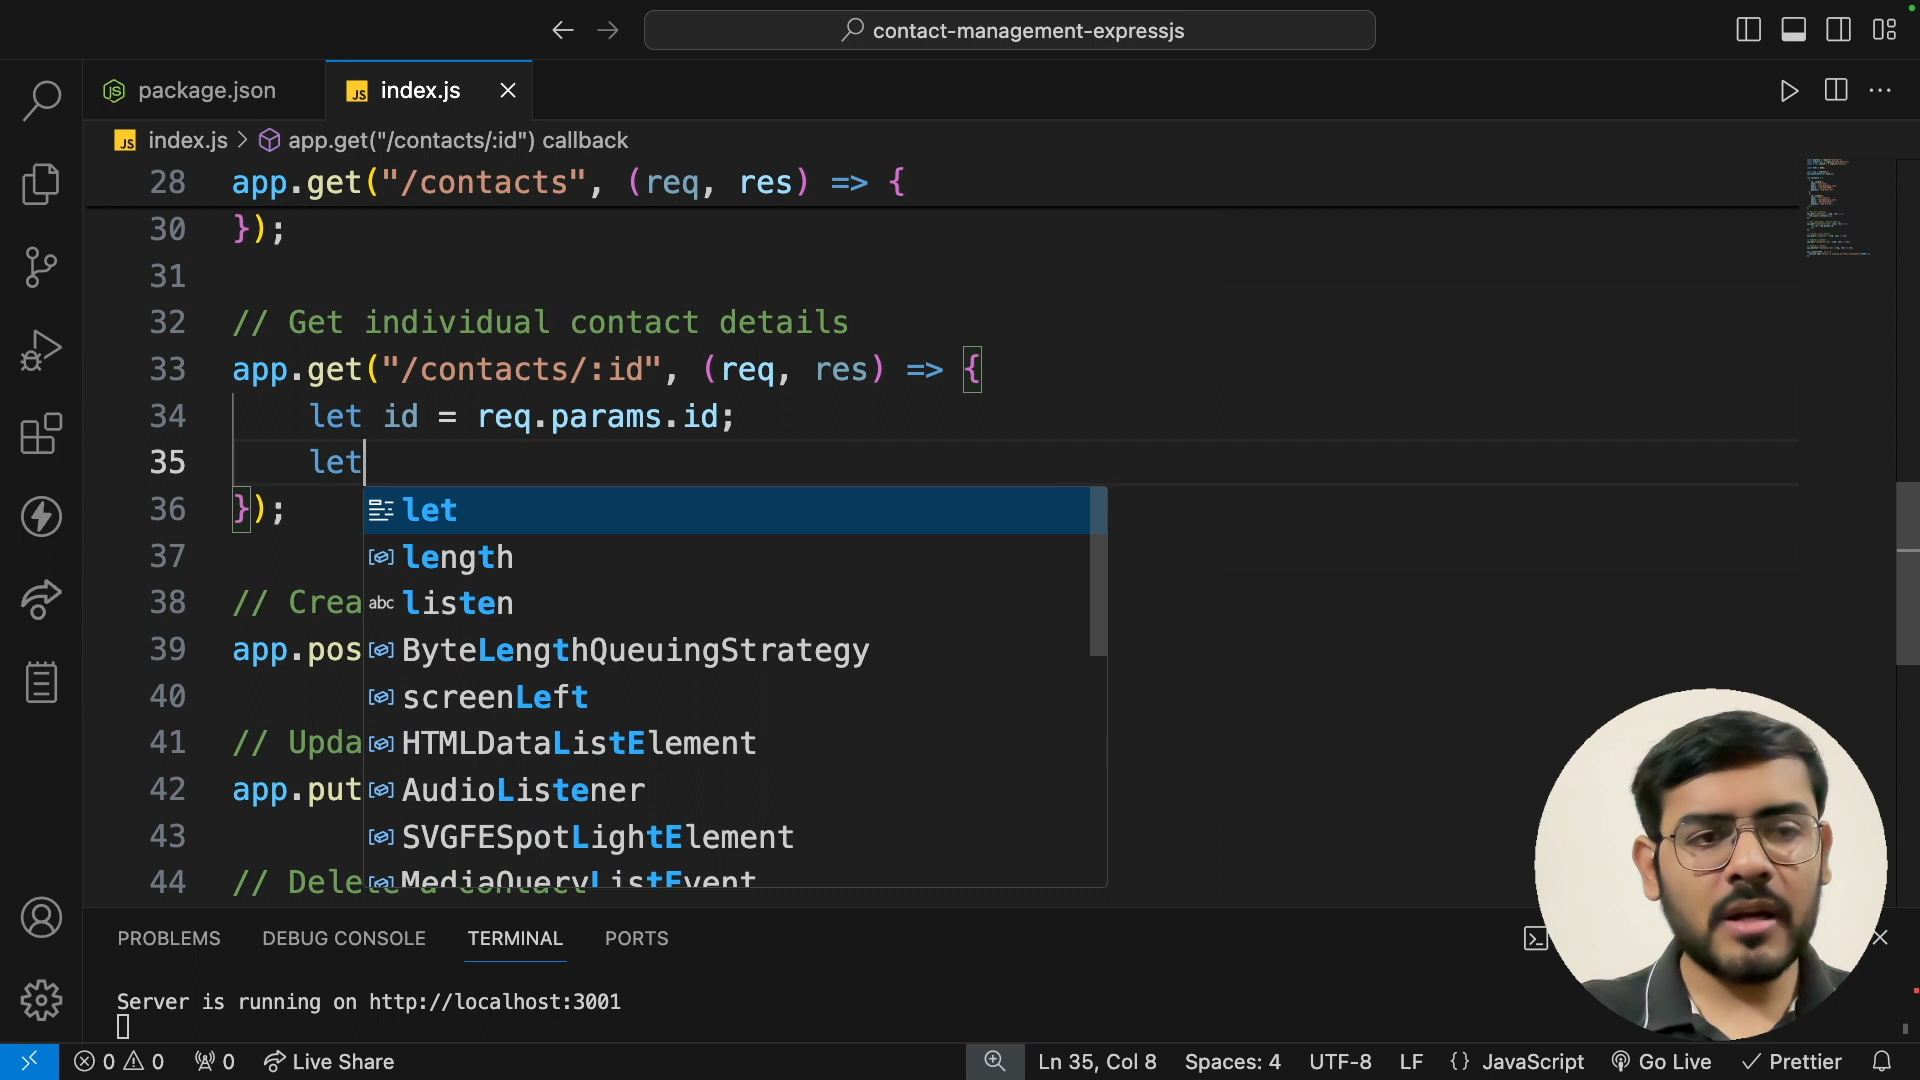 contact-management-expressjs
package.json
index.js
index.js > app.get("/contacts/:id") callback
28 app.get("/contacts", (req, res) => {
30 });
31
32 // Get individual contact details
33 app.get("/contacts/:id", (req, res) => {
34 let id = req.params.id;
35 let
36 });
let
37
length
38 // Crea
listen
39 app.pos
ByteLengthQueuingStrategy
40
screenLeft
41 // Upda
HTMLDataListElement
42 app.put
AudioListener
43
SVGFESpotLightElement
44 // Delete a contact
MediaQueryListEvent
PROBLEMS DEBUG CONSOLE TERMINAL PORTS
Server is running on http://localhost:3001
0 0 0 Live Share Ln 35, Col 8 Spaces: 4 UTF-8 LF {} JavaScript Go Live Prettier